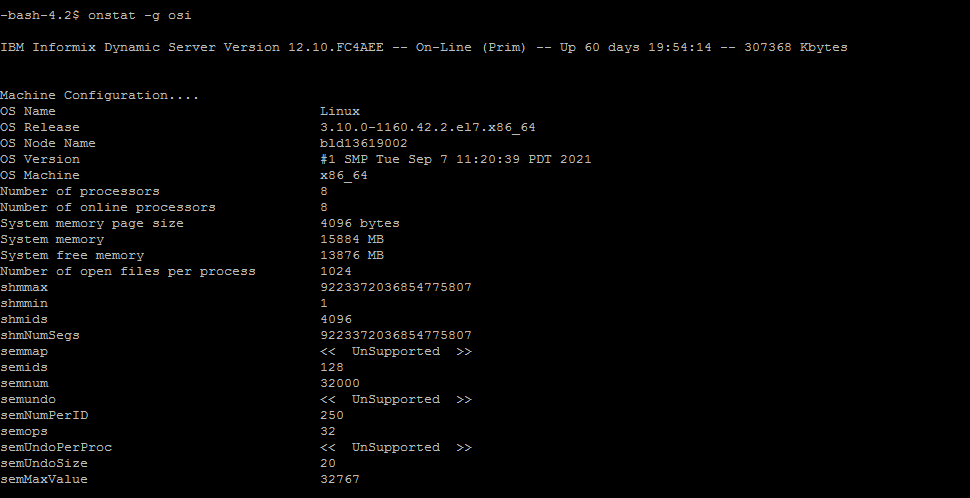 -bash-4.2$ onstat -g osi
IBM Informix Dynamic Server Version 12.10.FC4AEE -- On-Line (Prim) -- Up 60 days 19:54:14 -- 307368 Kbytes
Machine Configuration....
OS Name Linux
OS Release 3.10.0-1160.42.2.el7.x86_64
OS Node Name bld13619002
OS Version #1 SMP Tue Sep 7 11:20:39 PDT 2021
OS Machine x86_64
Number of processors 8
Number of online processors 8
System memory page size 4096 bytes
System memory 15884 MB
System free memory 13876 MB
Number of open files per process 1024
shmmax 9223372036854775807
shmmin 1
shmids 4096
shmNumSegs 9223372036854775807
semmap << UnSupported >>
semids 128
semnum 32000
semundo << UnSupported >>
semNumPerID 250
semops 32
semUndoPerProc << UnSupported >>
semUndoSize 20
semMaxValue 32767